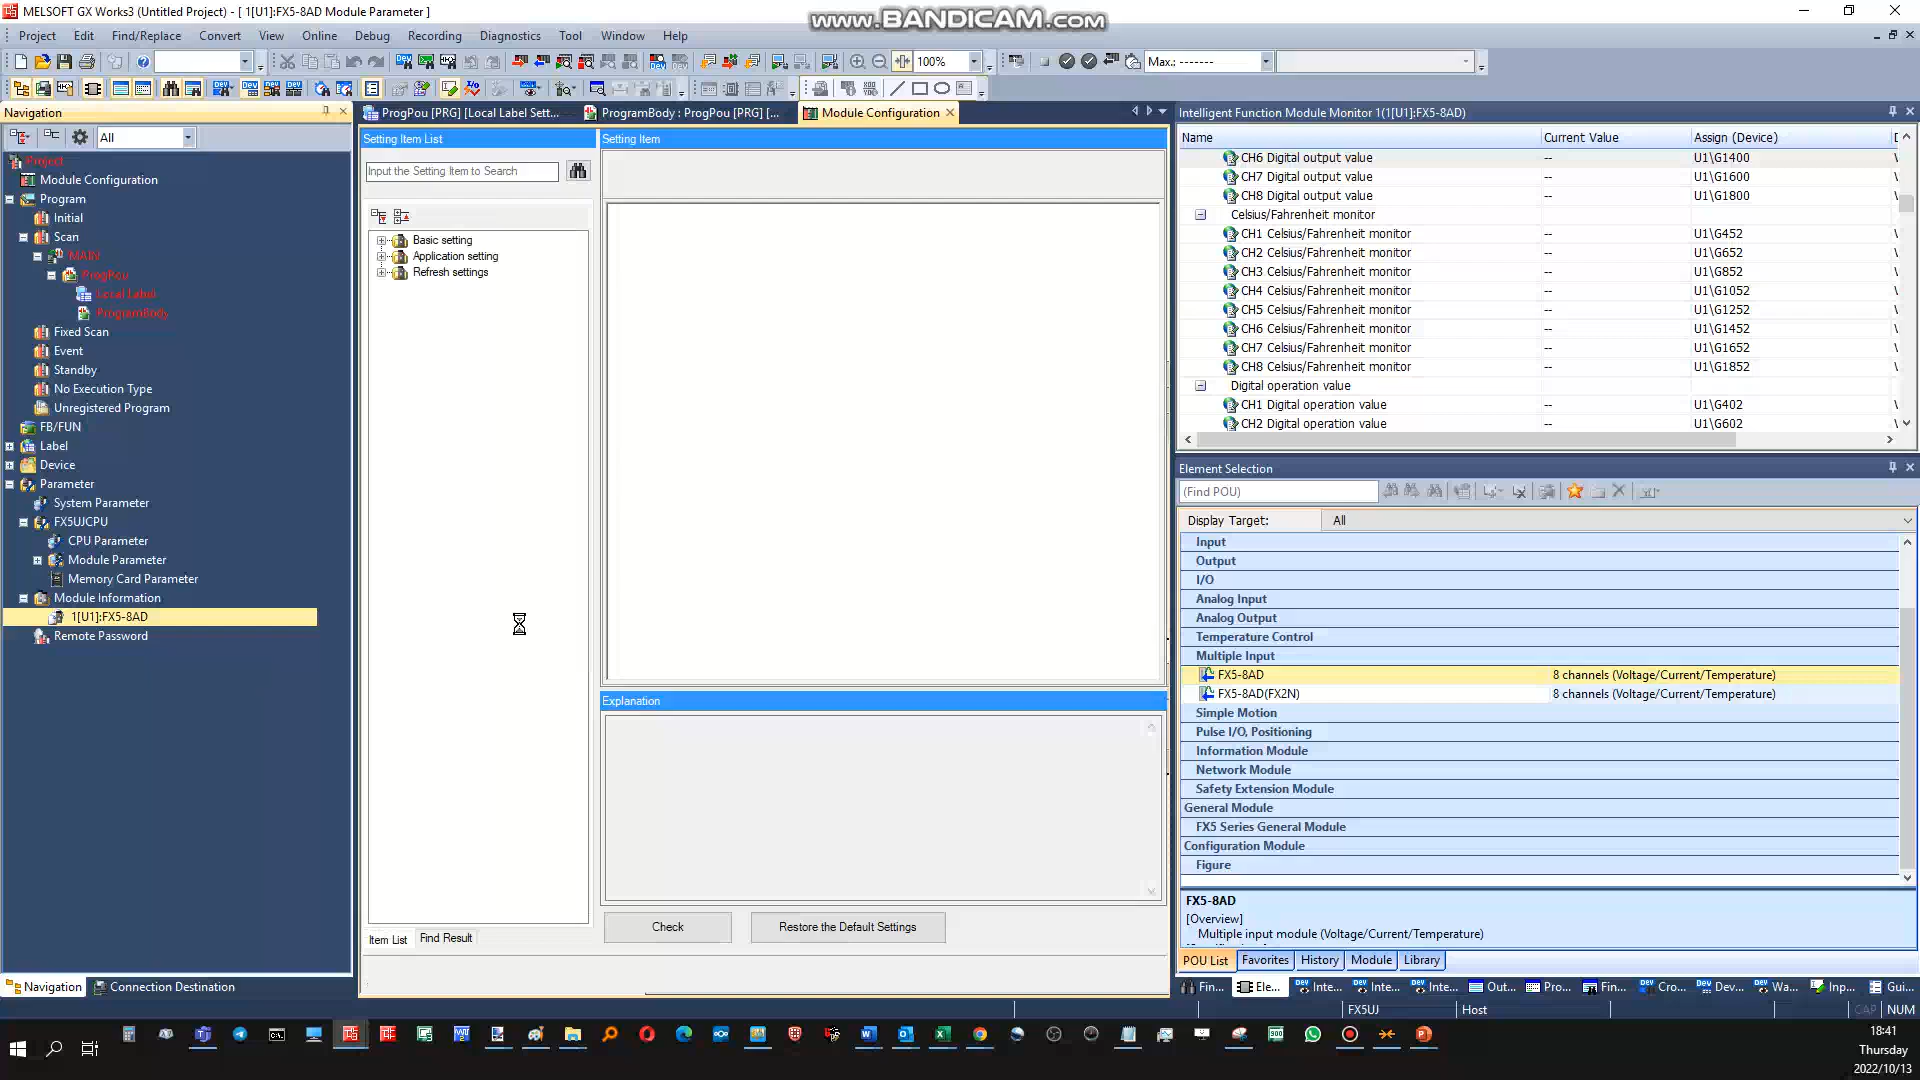 MELSOFT GX Works3 (Untitled Project) - [ 1[U1]:FX5-8AD Module Parameter ]
www.BANDICAM.com
Project Edit Find/Replace Convert View Online Debug Recording Diagnostics Tool Window Help
100%
Max.: -------
Navigation
All
Project
Module Configuration
Program
Initial
Scan
MAIN
ProgPou
Local Label
ProgramBody
Fixed Scan
Event
Standby
No Execution Type
Unregistered Program
FB/FUN
Label
Device
Parameter
System Parameter
FX5UJCPU
CPU Parameter
Module Parameter
Memory Card Parameter
Module Information
1[U1]:FX5-8AD
Remote Password
Navigation Connection Destination
ProgPou [PRG] [Local Label Sett... ProgramBody : ProgPou [PRG] [... Module Configuration
Setting Item List
Input the Setting Item to Search
Basic setting
Application setting
Refresh settings
Item List Find Result
Setting Item
Explanation
Check Restore the Default Settings
Intelligent Function Module Monitor 1(1[U1]:FX5-8AD)
Name Current Value Assign (Device)
CH6 Digital output value -- U1\G1400
CH7 Digital output value -- U1\G1600
CH8 Digital output value -- U1\G1800
Celsius/Fahrenheit monitor
CH1 Celsius/Fahrenheit monitor -- U1\G452
CH2 Celsius/Fahrenheit monitor -- U1\G652
CH3 Celsius/Fahrenheit monitor -- U1\G852
CH4 Celsius/Fahrenheit monitor -- U1\G1052
CH5 Celsius/Fahrenheit monitor -- U1\G1252
CH6 Celsius/Fahrenheit monitor -- U1\G1452
CH7 Celsius/Fahrenheit monitor -- U1\G1652
CH8 Celsius/Fahrenheit monitor -- U1\G1852
Digital operation value
CH1 Digital operation value -- U1\G402
CH2 Digital operation value -- U1\G602
Element Selection
(Find POU)
Display Target: All
Input
Output
I/O
Analog Input
Analog Output
Temperature Control
Multiple Input
FX5-8AD 8 channels (Voltage/Current/Temperature)
FX5-8AD(FX2N) 8 channels (Voltage/Current/Temperature)
Simple Motion
Pulse I/O, Positioning
Information Module
Network Module
Safety Extension Module
General Module
FX5 Series General Module
Configuration Module
Figure
FX5-8AD
[Overview]
Multiple input module (Voltage/Current/Temperature)
POU List Favorites History Module Library
Fin... Ele... Inte... Inte... Inte... Out... Pro... Fin... Cro... Dev... Wa... Inp... Gui...
FX5UJ Host CAP NUM
18:41
Thursday
2022/10/13